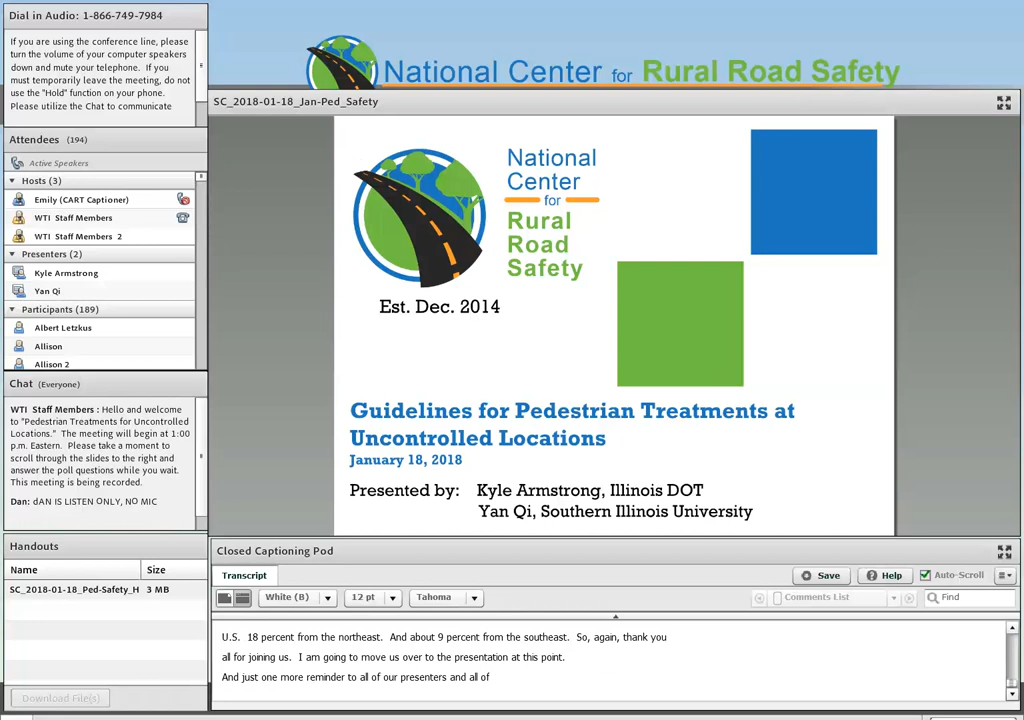 Dial in Audio: 1-866-749-7984
If you are using the conference line, please
turn the volume of your computer speakers
down and mute your telephone. If you
must temporarily leave the meeting, do not
use the "Hold" function on your phone.
Please utilize the Chat to communicate
Attendees (194)
Active Speakers
Hosts (3)
Emily (CART Captioner)
WTI Staff Members
WTI Staff Members 2
Presenters (2)
Kyle Armstrong
Yan Qi
Participants (189)
Albert Letzkus
Allison
Allison 2
Chat (Everyone)
WTI Staff Members : Hello and welcome
to "Pedestrian Treatments for Uncontrolled
Locations." The meeting will begin at 1:00
p.m. Eastern. Please take a moment to
scroll through the slides to the right and
answer the poll questions while you wait.
This meeting is being recorded.
Dan: dAN IS LISTEN ONLY, NO MIC
Handouts
Name Size
SC_2018-01-18_Ped-Safety_H 3 MB
Download File(s)
National Center for Rural Road Safety
SC_2018-01-18_Jan-Ped_Safety
National
Center
for
Rural
Road
Safety
Est. Dec. 2014
Guidelines for Pedestrian Treatments at
Uncontrolled Locations
January 18, 2018
Presented by: Kyle Armstrong, Illinois DOT
Yan Qi, Southern Illinois University
Closed Captioning Pod
Transcript
Save
Help
Auto-Scroll
White (B)
12 pt
Tahoma
Comments List
Find
U.S. 18 percent from the northeast. And about 9 percent from the southeast. So, again, thank you
all for joining us. I am going to move us over to the presentation at this point.
And just one more reminder to all of our presenters and all of